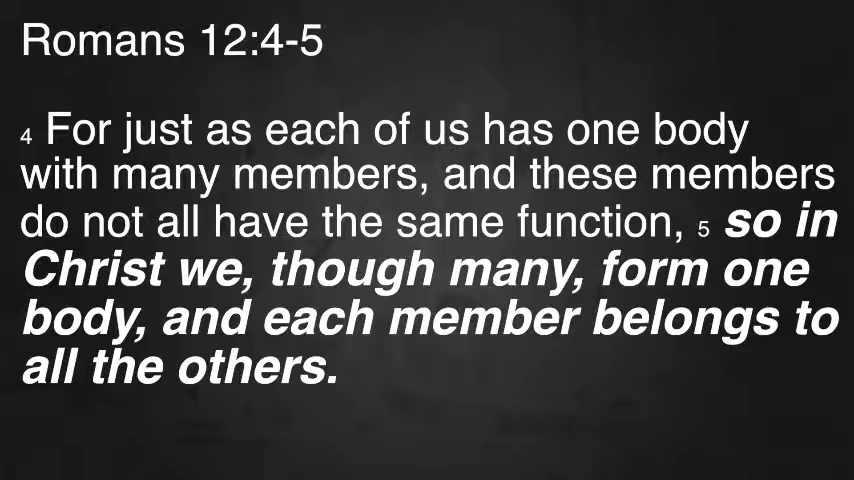 Romans 12:4-5
4 For just as each of us has one body
with many members, and these members
do not all have the same function, 5 so in
Christ we, though many, form one
body, and each member belongs to
all the others.